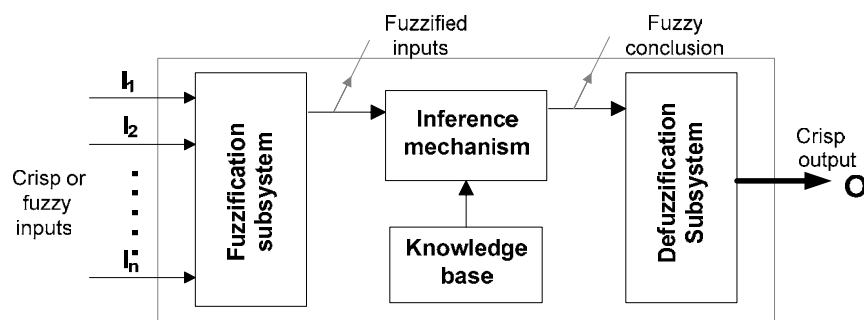 Fuzzified
inputs
Fuzzy
conclusion
I1
I2
In
Crisp or
fuzzy
inputs
Fuzzification
subsystem
Inference
mechanism
Knowledge
base
Defuzzification
Subsystem
Crisp
output
O